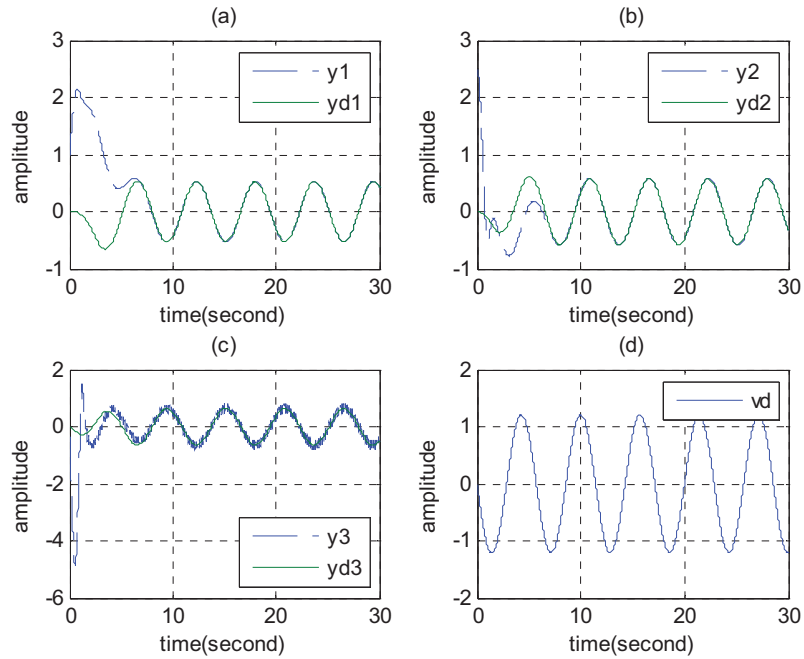 (a)
3
2
1
0
-1
amplitude
y1
yd1
0 10 20 30
time(second)
(b)
3
2
1
0
-1
amplitude
y2
yd2
0 10 20 30
time(second)
(c)
2
0
-2
-4
-6
amplitude
y3
yd3
0 10 20 30
time(second)
(d)
2
1
0
-1
-2
amplitude
vd
0 10 20 30
time(second)